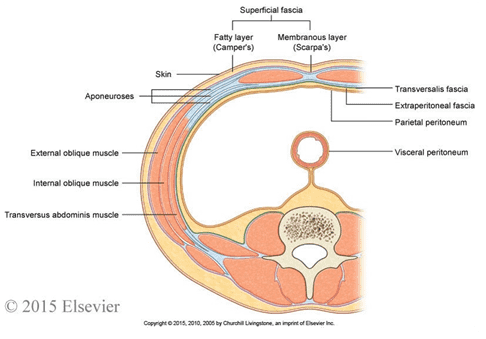 Superficial fascia
Fatty layer
(Camper's)
Membranous layer
(Scarpa's)
Skin
Aponeuroses
Transversalis fascia
Extraperitoneal fascia
Parietal peritoneum
External oblique muscle
Visceral peritoneum
Internal oblique muscle
Transversus abdominis muscle
© 2015 Elsevier
Copyright © 2015, 2010, 2005 by Churchill Livingstone, an imprint of Elsevier Inc.